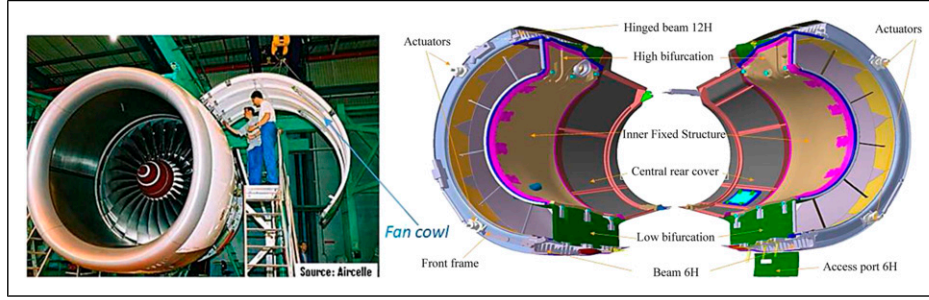 Hinged beam 12H
Actuators
Actuators
High bifurcation
Inner Fixed Structure
Central rear cover
Fan cowl
Low bifurcation
Front frame
Beam 6H
Access port 6H
Source: Aircelle